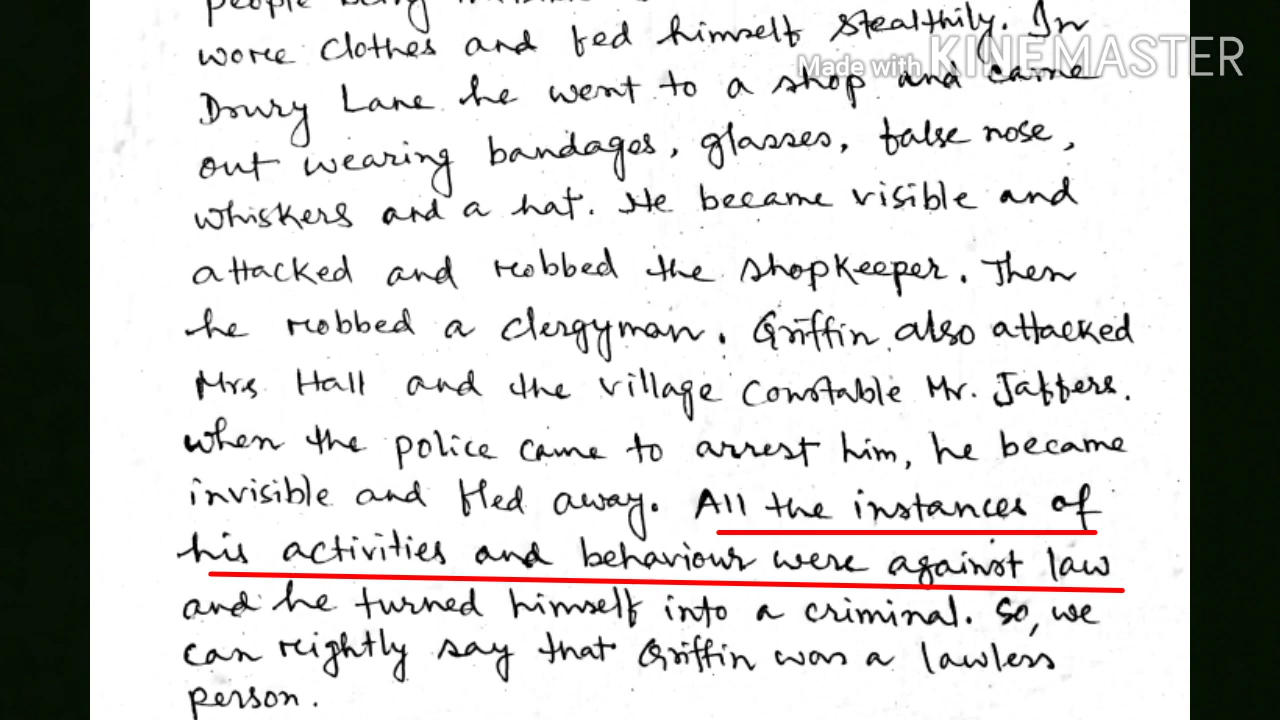 people being
wore clothes and fed himself stealthily. In
Made with KINEMASTER
Drury Lane he went to a shop and came
out wearing bandages, glasses, false nose,
whiskers and a hat. He became visible and
attacked and robbed the shopkeeper. Then
he robbed a clergyman. Griffin also attacked
Mrs Hall and the village constable Mr. Jaffers.
when the police came to arrest him, he became
invisible and fled away. All the instances of
his activities and behaviour were against law
and he turned himself into a criminal. So, we
can rightly say that Griffin was a lawless
person.